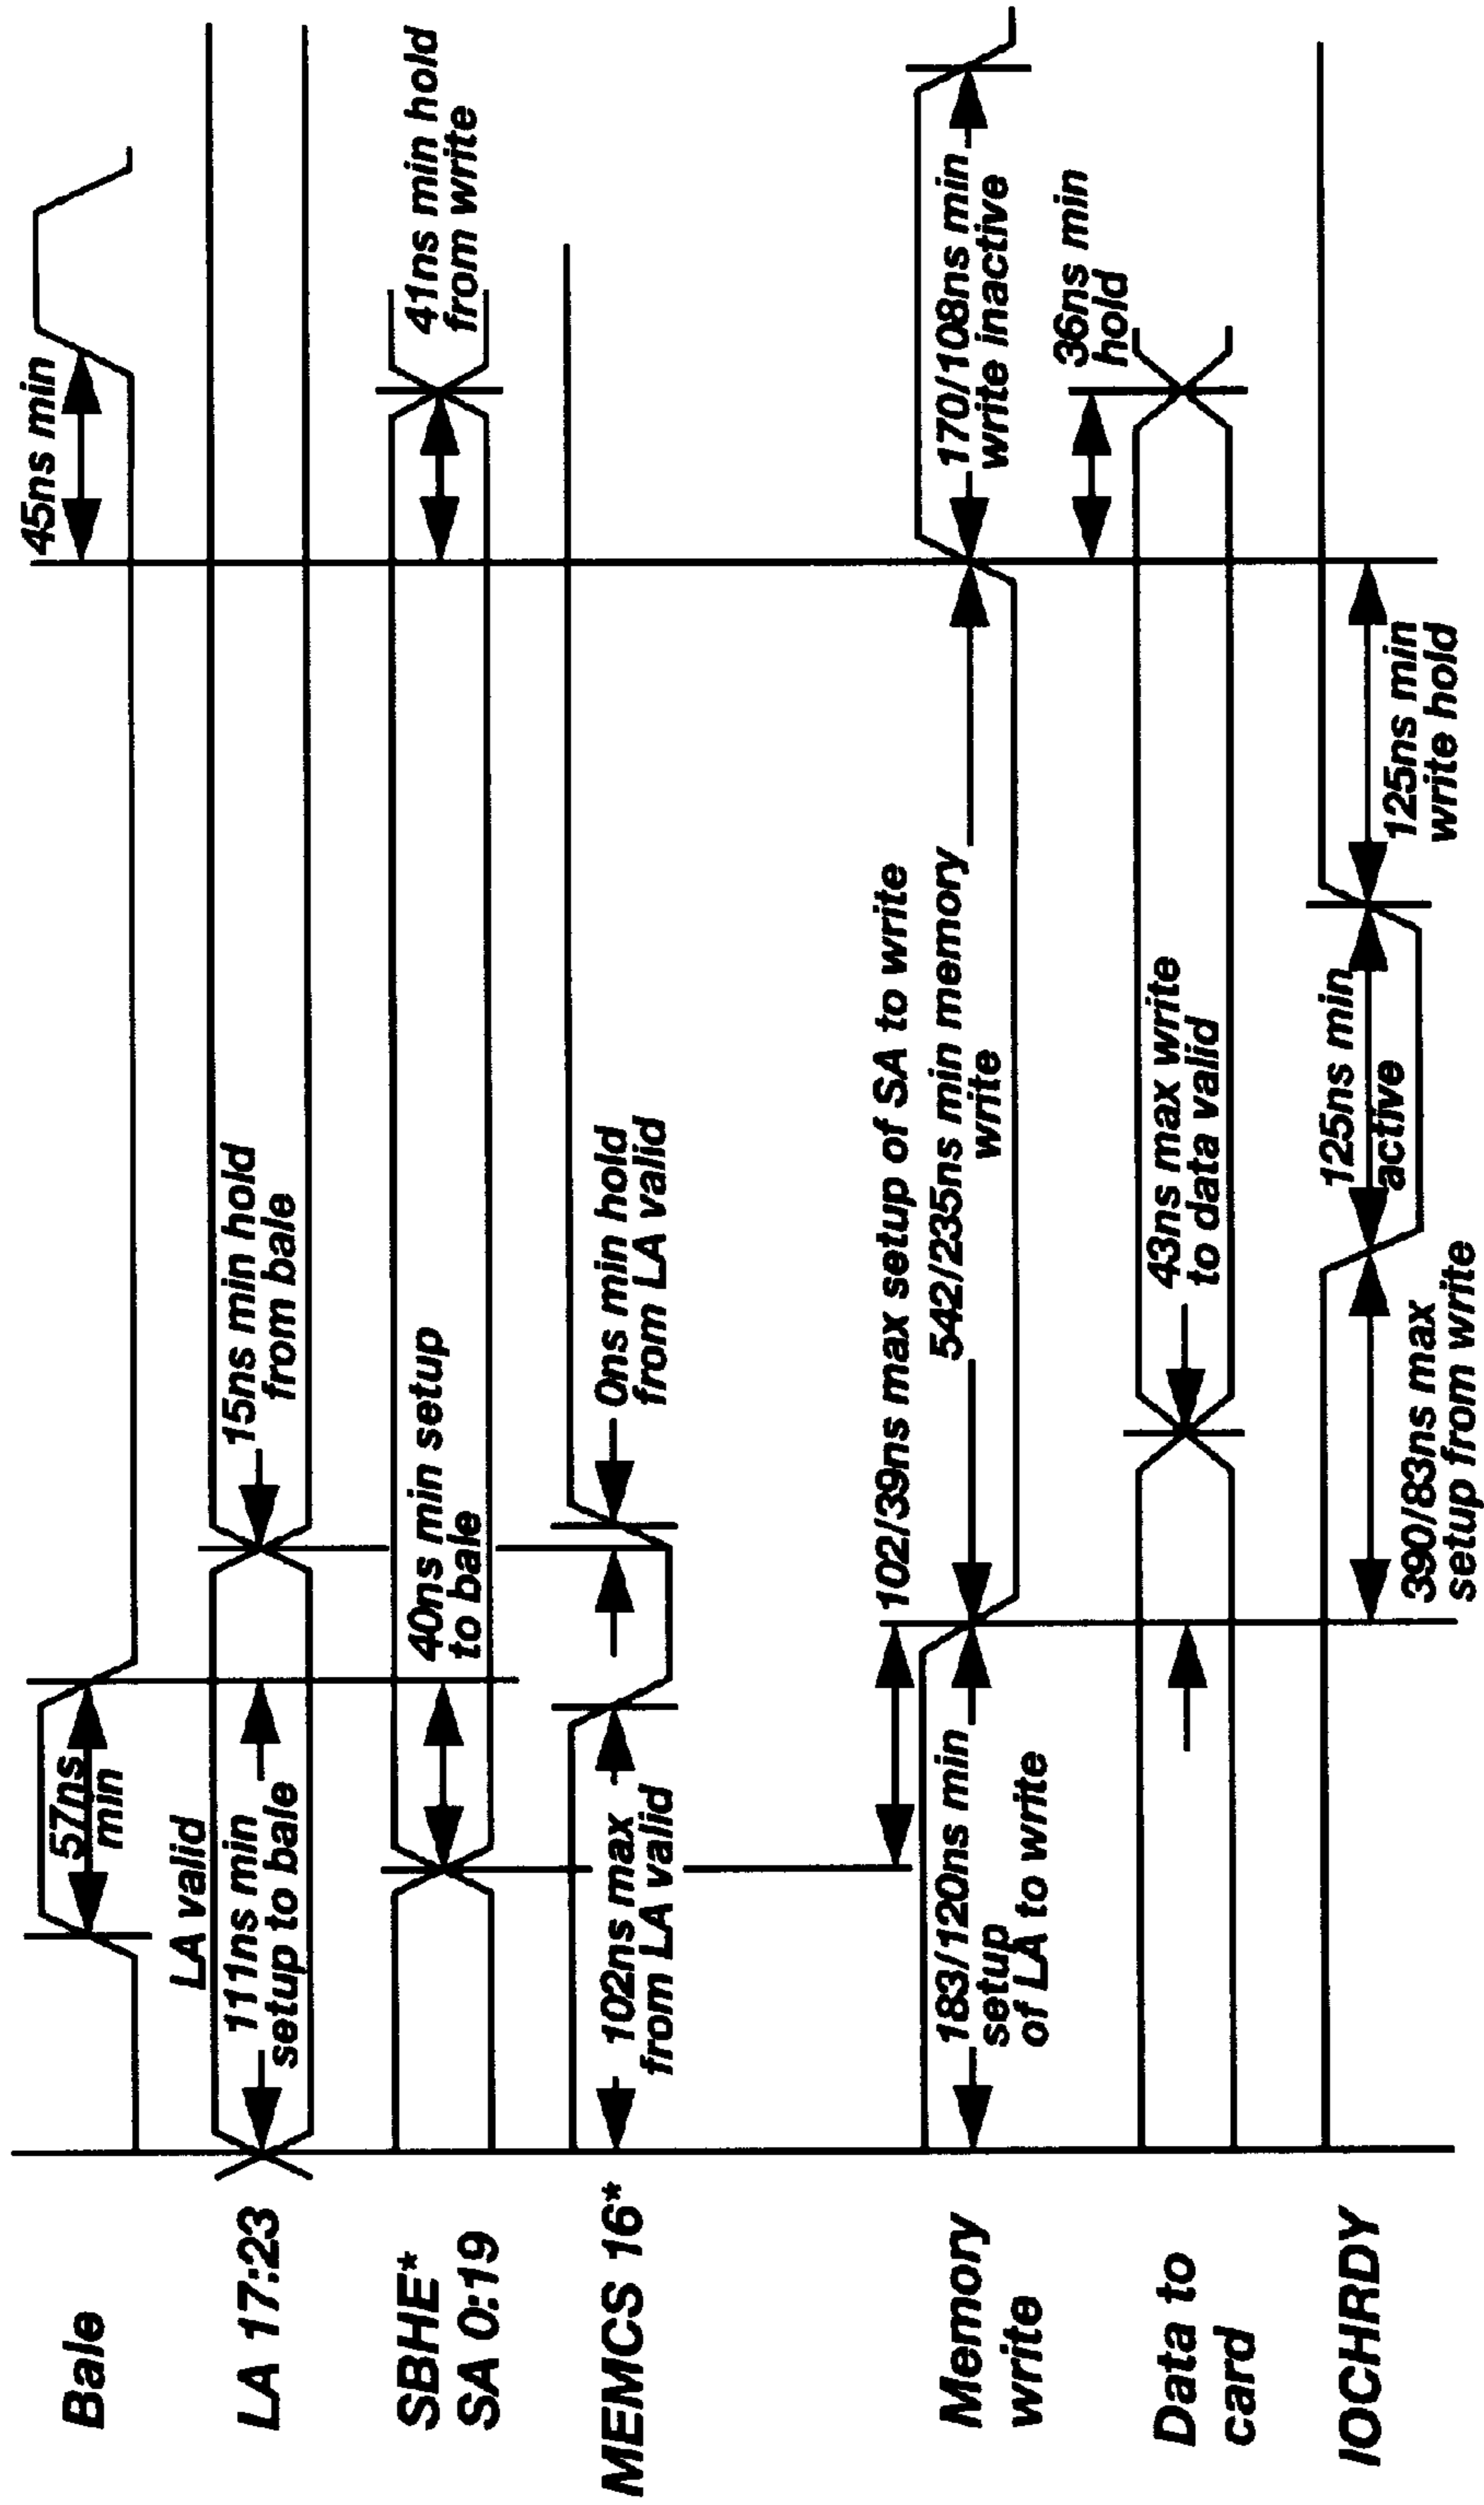 Bale
57ns
min
45ns min
LA 17:23
LA valid
111ns min
setup to bale
15ns min hold
from bale
SBHE*
SA 0:19
40ns min setup
to bale
41ns min hold
from write
MEMCS 16*
102ns max
from LA valid
0ns min hold
from LA valid
Memory
write
183/120ns min
setup
of LA to write
102/39ns max setup of SA to write
542/235ns min memory
write
170/108ns min
write inactive
Data to
card
43ns max write
to data valid
36ns min
hold
IOCHRDY
390/83ns max
setup from write
125ns min
active
125ns min
write hold